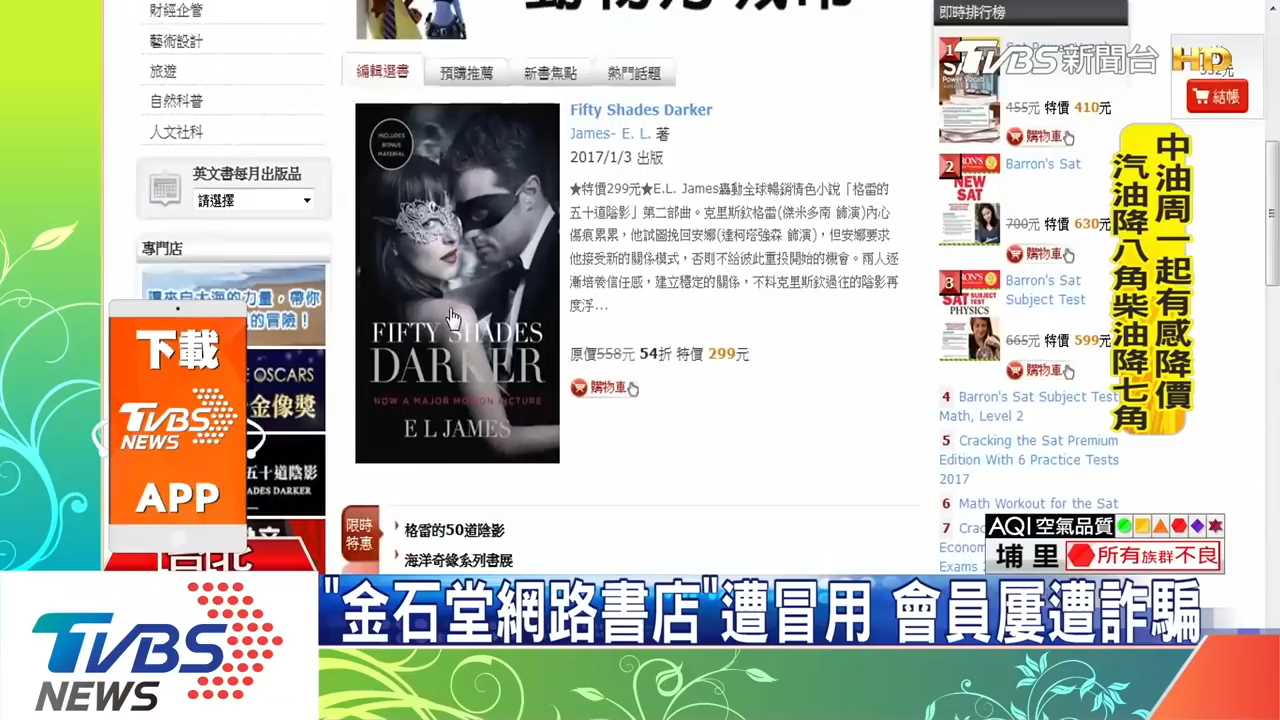 財經企管
藝術設計
旅遊
自然科普
人文社科
英文書每月出版品
請選擇
專門店
OSCARS
金像獎
五十道陰影
ADES DARKER
下載
TVBS
NEWS
APP
編輯選書
預購推薦
新書焦點
熱門話題
INCLUDES
BONUS
MATERIAL
FIFTY SHADES
DARKER
NOW A MAJOR MOTION PICTURE
E L JAMES
Fifty Shades Darker
James- E. L. 著
2017/1/3 出版
★特價299元★E.L. James轟動全球暢銷情色小說「格雷的
五十道陰影」第二部曲。克里斯欽格雷(傑米多南 飾演)內心
傷痕累累，他試圖挽回安娜(達柯塔強森 飾演)，但安娜要求
他接受新的關係模式，否則不給彼此重投開始的機會。兩人逐
漸培養信任感，建立穩定的關係，不料克里斯欽過往的陰影再
度浮...
原價558元 54折 特價 299元
購物車
限時
特惠
格雷的50道陰影
海洋奇緣系列書展
即時排行榜
TVBS新聞台 HD
結帳
1
Power Vocab
455元 特價 410元
購物車
2
BARRON'S
NEW
SAT
Barron's Sat
700元 特價 630元
購物車
3
BARRON'S
SAT SUBJECT
TEST
PHYSICS
Barron's Sat
Subject Test
665元 特價 599元
購物車
4 Barron's Sat Subject Test
Math, Level 2
5 Cracking the Sat Premium
Edition With 6 Practice Tests
2017
6 Math Workout for the Sat
7 Crac
Econom
Exams
中油周一起有感降價
汽油降八角柴油降七角
AQI 空氣品質
埔里 所有族群不良
"金石堂網路書店"遭冒用 會員屢遭詐騙
TVBS
NEWS